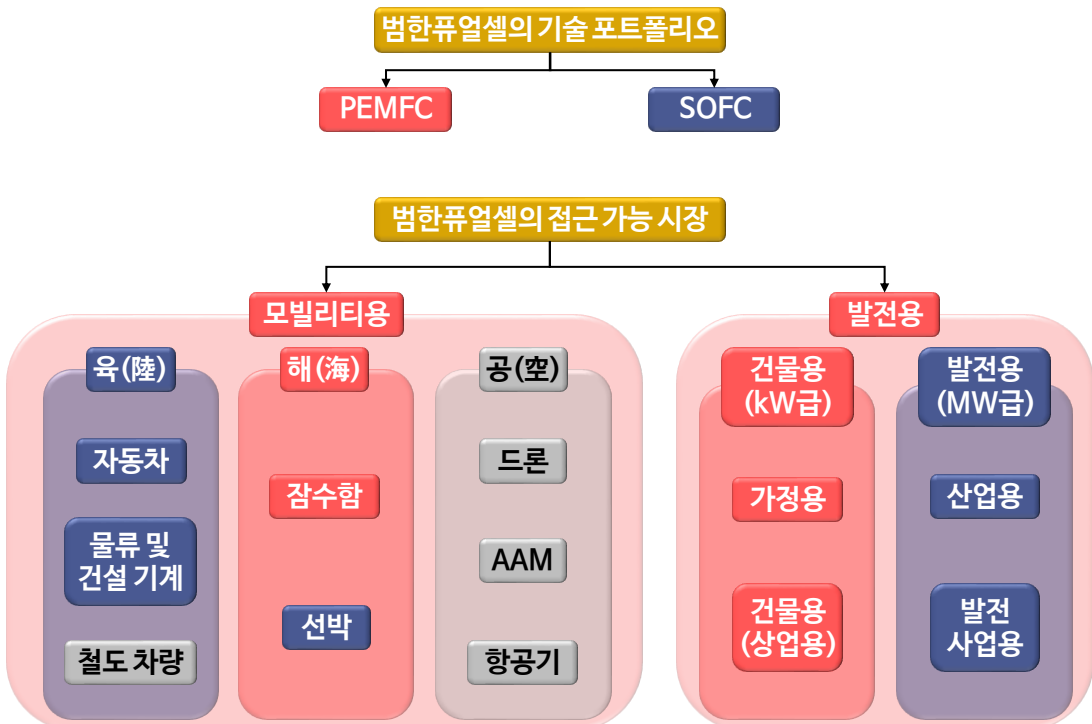 범한퓨얼셀의 기술 포트폴리오
PEMFC
SOFC
범한퓨얼셀의 접근 가능 시장
모빌리티용
발전용
육(陸)
자동차
물류 및
건설 기계
철도 차량
해(海)
잠수함
선박
공(空)
드론
AAM
항공기
건물용
(kW급)
가정용
건물용
(상업용)
발전용
(MW급)
산업용
발전
사업용